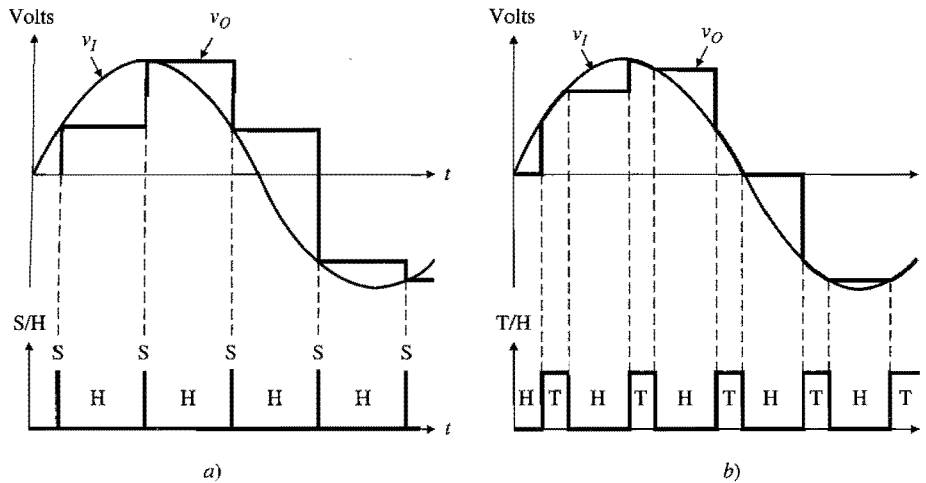 Volts
v_I
v_O
t
S/H
S S S S S
H H H H
t
a)
Volts
v_I
v_O
t
T/H
H T H T H T H T H T
b)